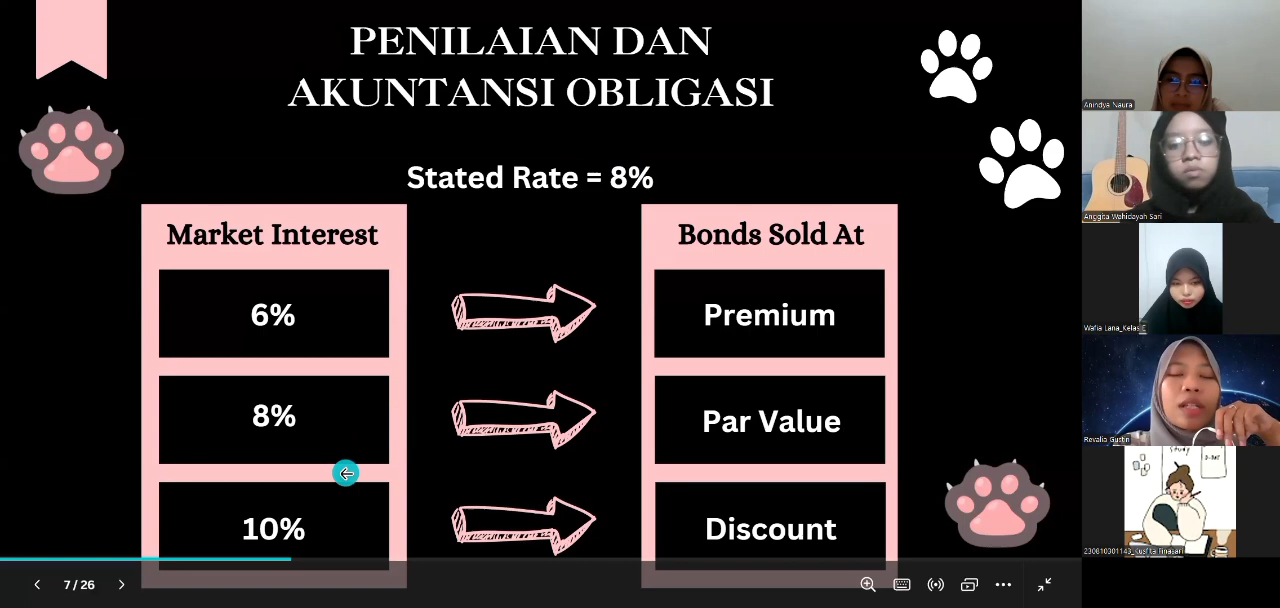 PENILAIAN DAN
AKUNTANSI OBLIGASI
Stated Rate = 8%
Market Interest
Bonds Sold At
6%
Premium
8%
Par Value
10%
Discount
7 / 26
Anindya Naura
Anggita Wahidayah Sari
Wafia Lana_Kelas E
Revalia Gustin
Study